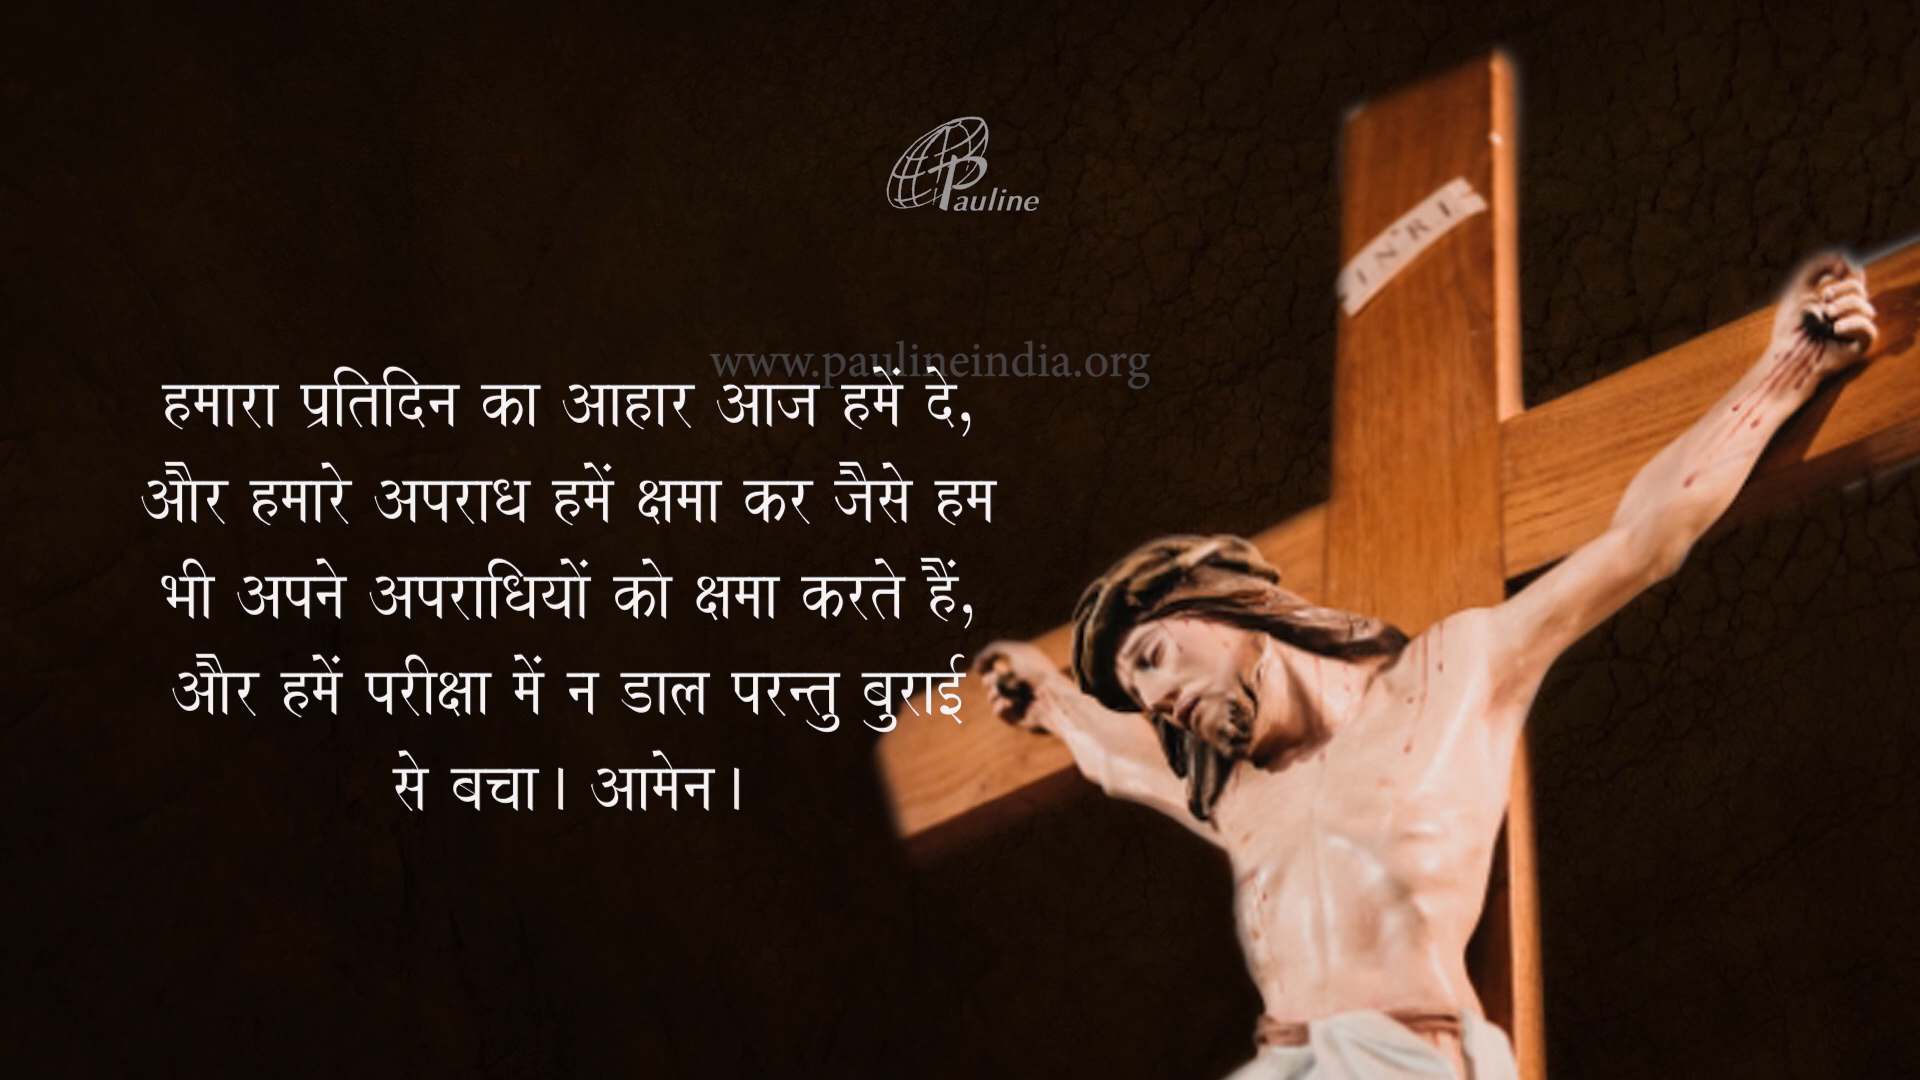 Pauline
INRI
www.paulineindia.org
हमारा प्रतिदिन का आहार आज हमें दे,
और हमारे अपराध हमें क्षमा कर जैसे हम
भी अपने अपराधियों को क्षमा करते हैं,
और हमें परीक्षा में न डाल परन्तु बुराई
से बचा। आमेन।